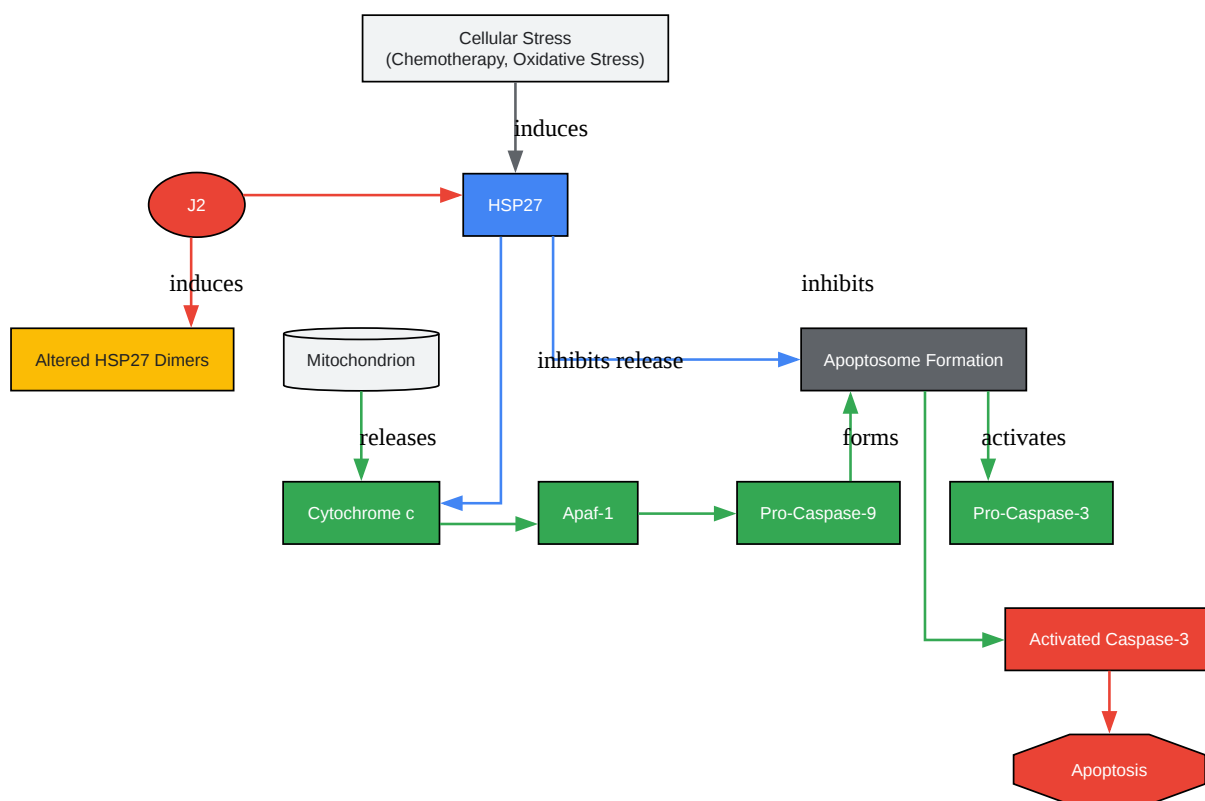 Cellular Stress
(Chemotherapy, Oxidative Stress)
induces
J2
HSP27
induces
inhibits
Altered HSP27 Dimers
Mitochondrion
inhibits release
Apoptosome Formation
releases
forms
activates
Cytochrome c
Apaf-1
Pro-Caspase-9
Pro-Caspase-3
Activated Caspase-3
Apoptosis